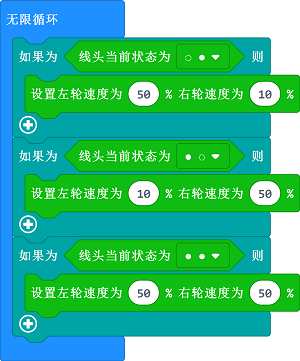 无限循环
如果为 线头当前状态为 ○ ● 则
设置左轮速度为 50 % 右轮速度为 10 %
如果为 线头当前状态为 ● ○ 则
设置左轮速度为 10 % 右轮速度为 50 %
如果为 线头当前状态为 ● ● 则
设置左轮速度为 50 % 右轮速度为 50 %